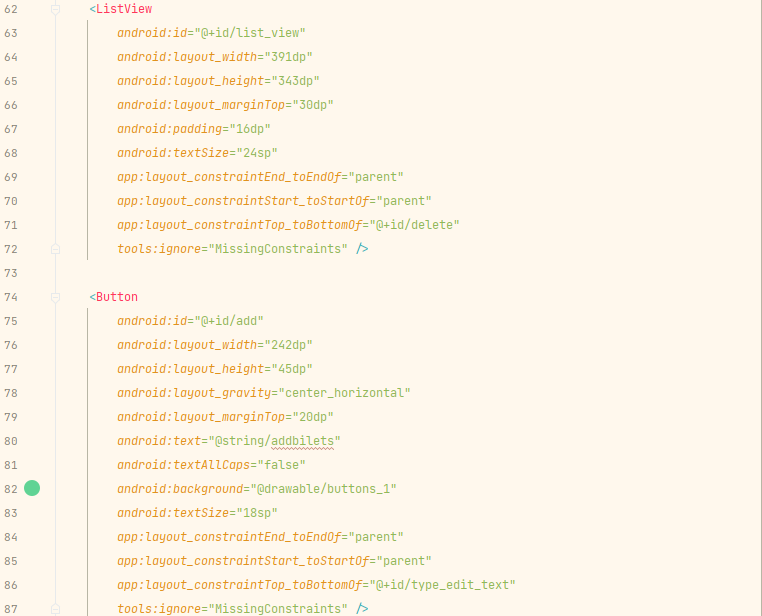 62 <ListView
63 android:id="@+id/list_view"
64 android:layout_width="391dp"
65 android:layout_height="343dp"
66 android:layout_marginTop="30dp"
67 android:padding="16dp"
68 android:textSize="24sp"
69 app:layout_constraintEnd_toEndOf="parent"
70 app:layout_constraintStart_toStartOf="parent"
71 app:layout_constraintTop_toBottomOf="@+id/delete"
72 tools:ignore="MissingConstraints" />
73
74 <Button
75 android:id="@+id/add"
76 android:layout_width="242dp"
77 android:layout_height="45dp"
78 android:layout_gravity="center_horizontal"
79 android:layout_marginTop="20dp"
80 android:text="@string/addbilets"
81 android:textAllCaps="false"
82 android:background="@drawable/buttons_1"
83 android:textSize="18sp"
84 app:layout_constraintEnd_toEndOf="parent"
85 app:layout_constraintStart_toStartOf="parent"
86 app:layout_constraintTop_toBottomOf="@+id/type_edit_text"
87 tools:ignore="MissingConstraints" />